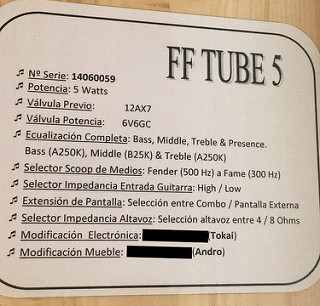 FF TUBE 5
♫ Nº Serie: 14060059
♫ Potencia: 5 Watts
♫ Válvula Previo: 12AX7
♫ Válvula Potencia: 6V6GC
♫ Ecualización Completa: Bass, Middle, Treble & Presence.
Bass (A250K), Middle (B25K) & Treble (A250K)
♫ Selector Scoop de Medios: Fender (500 Hz) a Fame (300 Hz)
♫ Selector Impedancia Entrada Guitarra: High / Low
♫ Extensión de Pantalla: Selección entre Combo / Pantalla Externa
♫ Selector Impedancia Altavoz: Selección altavoz entre 4 / 8 Ohms
♫ Modificación Electrónica: (Tokai)
♫ Modificación Mueble: (Andro)